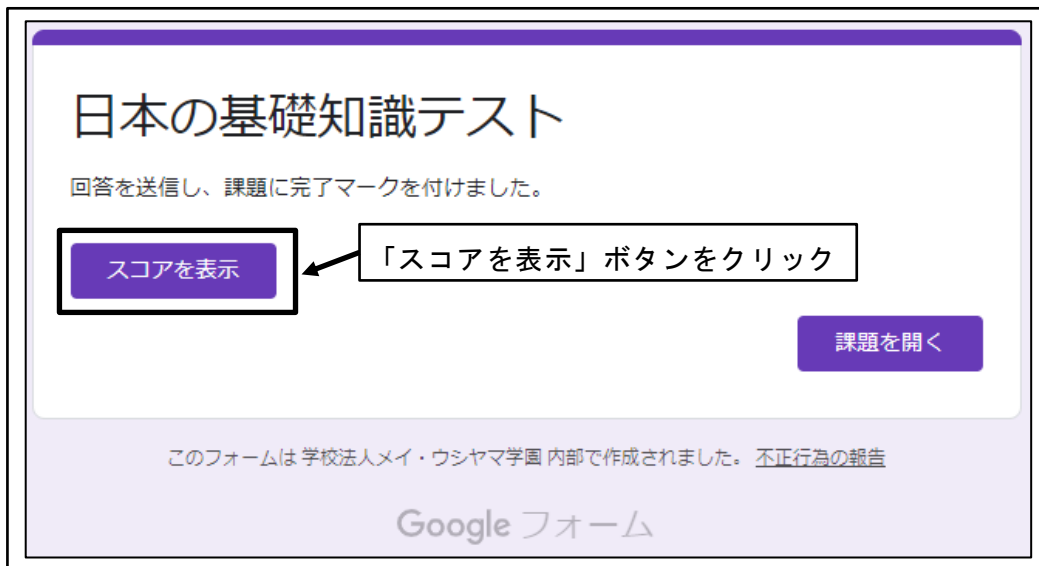 日本の基礎知識テスト
回答を送信し、課題に完了マークを付けました。
スコアを表示
「スコアを表示」ボタンをクリック
課題を開く
このフォームは 学校法人メイ・ウシヤマ学園 内部で作成されました。 不正行為の報告
Google フォーム